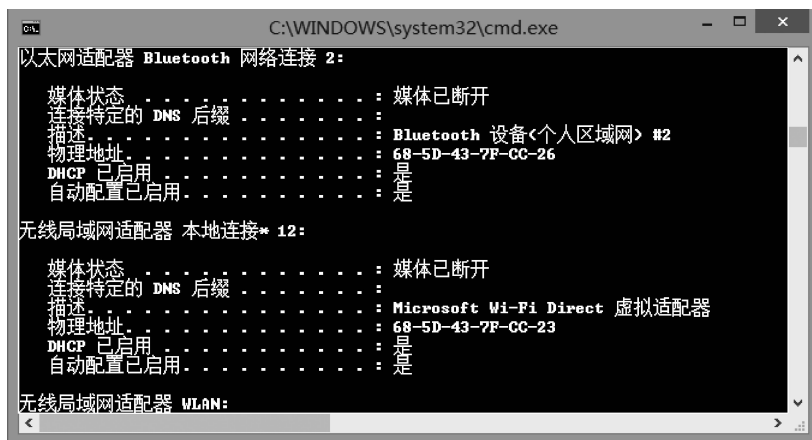 C:\WINDOWS\system32\cmd.exe
以太网适配器 Bluetooth 网络连接 2:
媒体状态 . . . . . . . . . . . . : 媒体已断开
连接特定的 DNS 后缀 . . . . . . . :
描述. . . . . . . . . . . . . . . : Bluetooth 设备(个人区域网) #2
物理地址. . . . . . . . . . . . . : 68-5D-43-7F-CC-26
DHCP 已启用 . . . . . . . . . . . : 是
自动配置已启用. . . . . . . . . . : 是
无线局域网适配器 本地连接* 12:
媒体状态 . . . . . . . . . . . . : 媒体已断开
连接特定的 DNS 后缀 . . . . . . . :
描述. . . . . . . . . . . . . . . : Microsoft Wi-Fi Direct 虚拟适配器
物理地址. . . . . . . . . . . . . : 68-5D-43-7F-CC-23
DHCP 已启用 . . . . . . . . . . . : 是
自动配置已启用. . . . . . . . . . : 是
无线局域网适配器 WLAN: